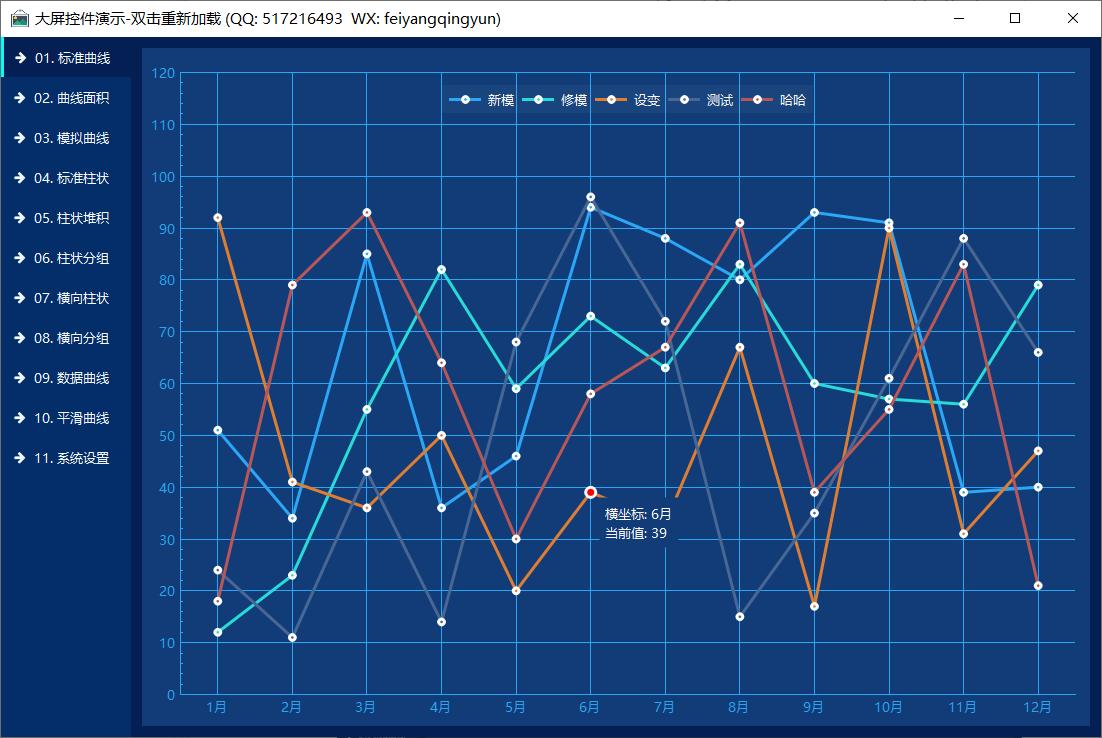 大屏控件演示-双击重新加载 (QQ: 517216493  WX: feiyangqingyun)
01. 标准曲线
02. 曲线面积
03. 模拟曲线
04. 标准柱状
05. 柱状堆积
06. 柱状分组
07. 横向柱状
08. 横向分组
09. 数据曲线
10. 平滑曲线
11. 系统设置
新模 修模 设变 测试 哈哈
120
110
100
90
80
70
60
50
40
30
20
10
0
横坐标: 6月
当前值: 39
1月 2月 3月 4月 5月 6月 7月 8月 9月 10月 11月 12月